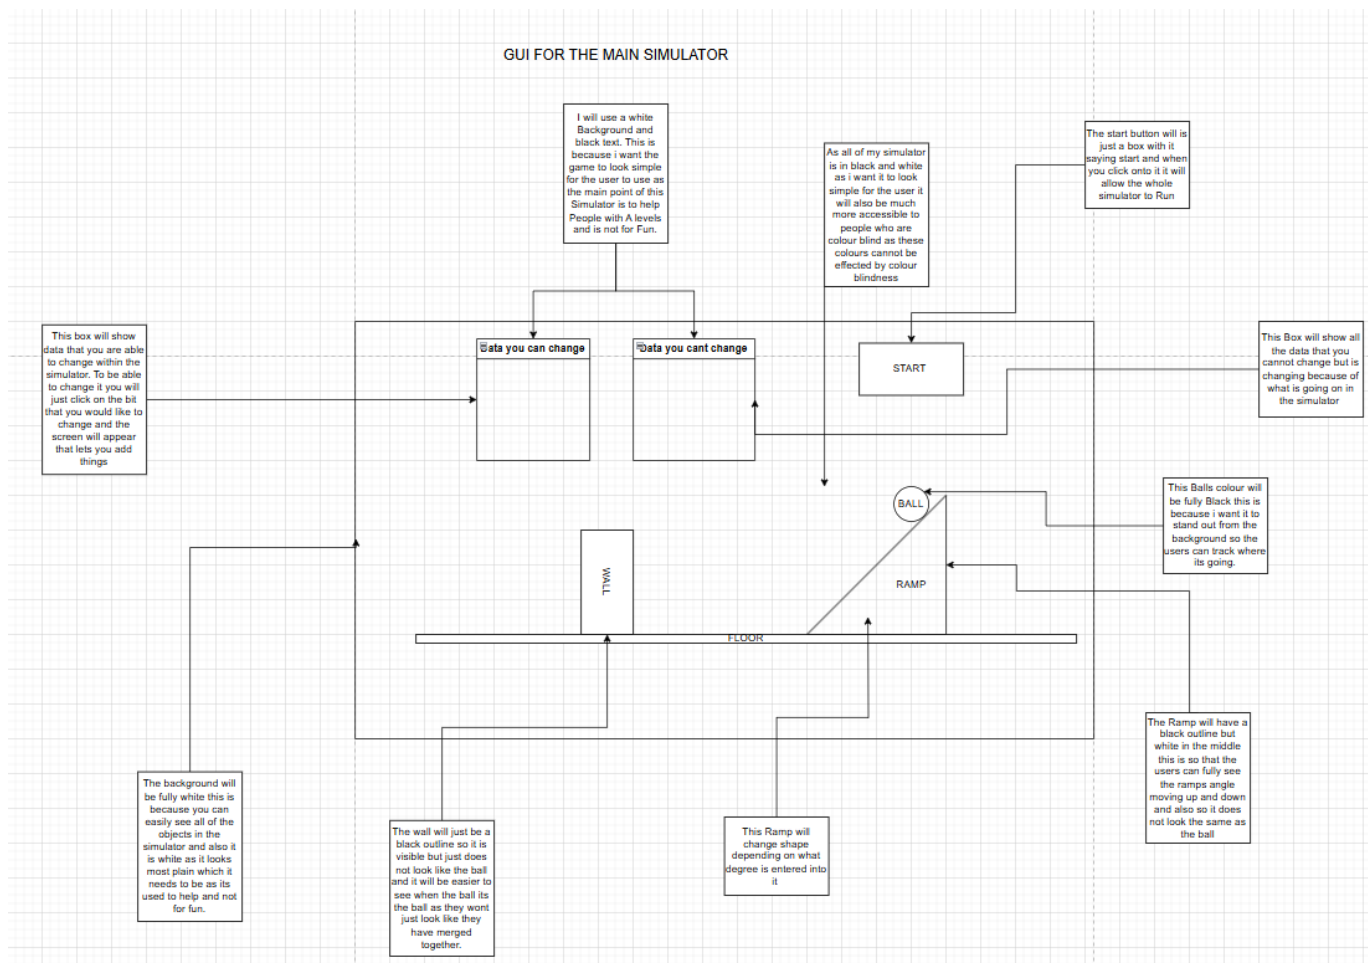 GUI FOR THE MAIN SIMULATOR
I will use a white
Background and
black text. This is
because i want the
game to look simple
for the user to use as
the main point of this
Simulator is to help
People with A levels
and is not for Fun.
As all of my simulator
is in black and white
as i want it to look
simple for the user it
will also be much
more accessible to
people who are
colour blind as these
colours cannot be
effected by colour
blindness
The start button will is
just a box with it
saying start and when
you click onto it it will
allow the whole
simulator to Run
This box will show
data that you are able
to change within the
simulator. To be able
to change it you will
just click on the bit
that you would like to
change and the
screen will appear
that lets you add
things
Data you can change
Data you cant change
START
This Box will show all
the data that you
cannot change but is
changing because of
what is going on in
the simulator
This Balls colour will
be fully Black this is
because i want it to
stand out from the
background so the
users can track where
its going.
BALL
WALL
RAMP
FLOOR
The background will
be fully white this is
because you can
easily see all of the
objects in the
simulator and also it
is white as it looks
most plain which it
needs to be as its
used to help and not
for fun.
The wall will just be a
black outline so it is
visible but just does
not look like the ball
and it will be easier to
see when the ball its
the ball as they wont
just look like they
have merged
together.
This Ramp will
change shape
depending on what
degree is entered into
it
The Ramp will have a
black outline but
white in the middle
this is so that the
users can fully see
the ramps angle
moving up and down
and also so it does
not look the same as
the ball